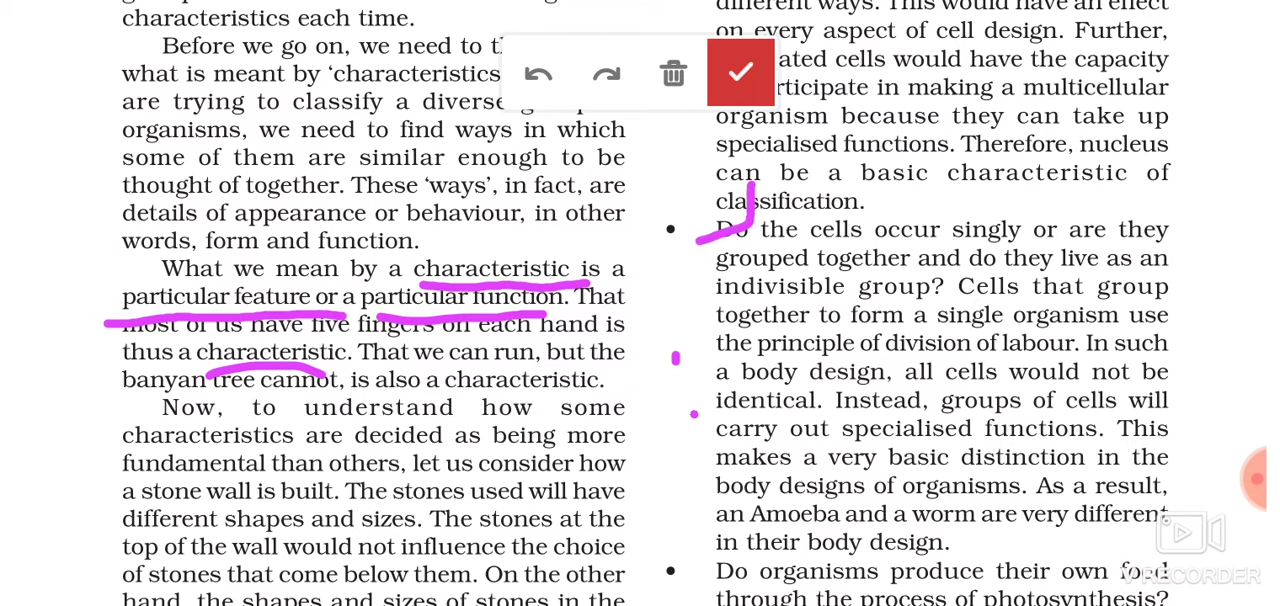 characteristics each time.
Before we go on, we need to
what is meant by ‘characteristics
are trying to classify a diverse
organisms, we need to find ways in which
some of them are similar enough to be
thought of together. These ‘ways’, in fact, are
details of appearance or behaviour, in other
words, form and function.
What we mean by a characteristic is a
particular feature or a particular function. That
most of us have five fingers on each hand is
thus a characteristic. That we can run, but the
banyan tree cannot, is also a characteristic.
Now, to understand how some
characteristics are decided as being more
fundamental than others, let us consider how
a stone wall is built. The stones used will have
different shapes and sizes. The stones at the
top of the wall would not influence the choice
of stones that come below them. On the other
hand, the shapes and sizes of stones in the
different ways. This would have an effect
on every aspect of cell design. Further,
ated cells would have the capacity
rticipate in making a multicellular
organism because they can take up
specialised functions. Therefore, nucleus
can be a basic characteristic of
classification.
• Do the cells occur singly or are they
grouped together and do they live as an
indivisible group? Cells that group
together to form a single organism use
the principle of division of labour. In such
a body design, all cells would not be
identical. Instead, groups of cells will
carry out specialised functions. This
makes a very basic distinction in the
body designs of organisms. As a result,
an Amoeba and a worm are very different
in their body design.
• Do organisms produce their own food
through the process of photosynthesis?
VRECORDER